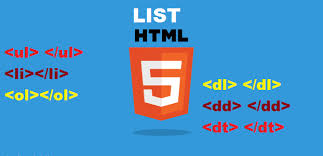 LIST
HTML
5
<ul> </ul>
<li></li>
<ol></ol>
<dl> </dl>
<dd> </dd>
<dt> </dt>